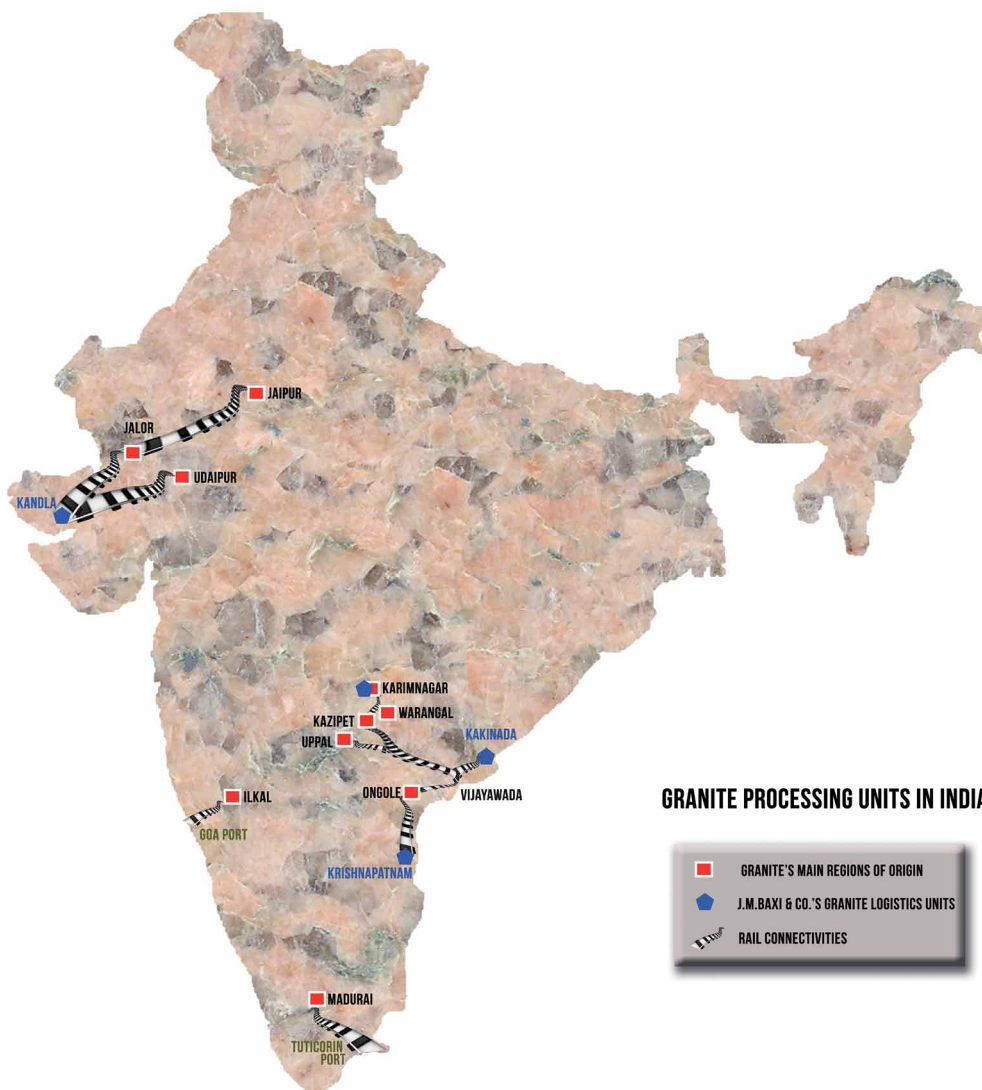 JAIPUR
JALOR
UDAIPUR
KANDLA
KARIMNAGAR
WARANGAL
KAZIPET
UPPAL
KAKINADA
ONGOLE
VIJAYAWADA
ILKAL
GOA PORT
KRISHNAPATNAM
GRANITE PROCESSING UNITS IN INDIA
GRANITE'S MAIN REGIONS OF ORIGIN
J.M.BAXI & CO.'S GRANITE LOGISTICS UNITS
RAIL CONNECTIVITIES
MADURAI
TUTICORIN
PORT